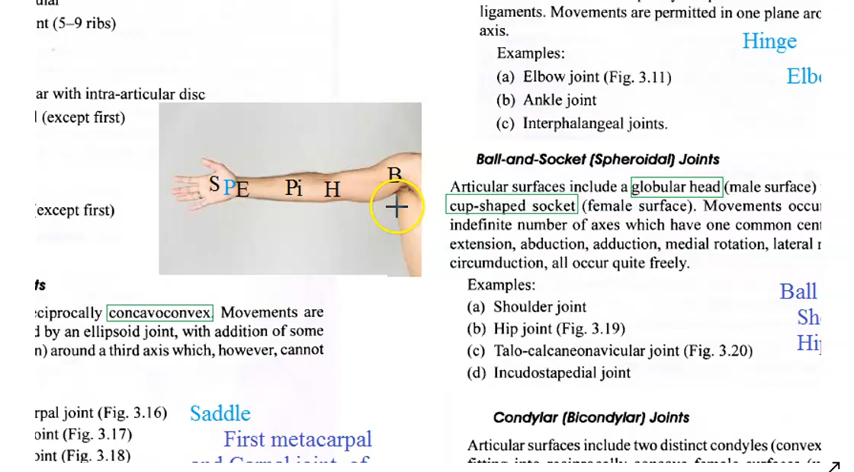 nt (5–9 ribs)
ar with intra-articular disc
l (except first)
except first)
ts
eciprocally concavoconvex. Movements are
d by an ellipsoid joint, with addition of some
n) around a third axis which, however, cannot
rpal joint (Fig. 3.16)
oint (Fig. 3.17)
oint (Fig. 3.18)
Saddle
First metacarpal
S P E Pi H B
ligaments. Movements are permitted in one plane arc
axis.
Hinge
Examples:
(a) Elbow joint (Fig. 3.11)
Elb
(b) Ankle joint
(c) Interphalangeal joints.
Ball-and-Socket (Spheroidal) Joints
Articular surfaces include a globular head (male surface)
cup-shaped socket (female surface). Movements occu
indefinite number of axes which have one common cen
extension, abduction, adduction, medial rotation, lateral r
circumduction, all occur quite freely.
Examples:
Ball
(a) Shoulder joint
Sh
(b) Hip joint (Fig. 3.19)
Hi
(c) Talo-calcaneonavicular joint (Fig. 3.20)
(d) Incudostapedial joint
Condylar (Bicondylar) Joints
Articular surfaces include two distinct condyles (convex